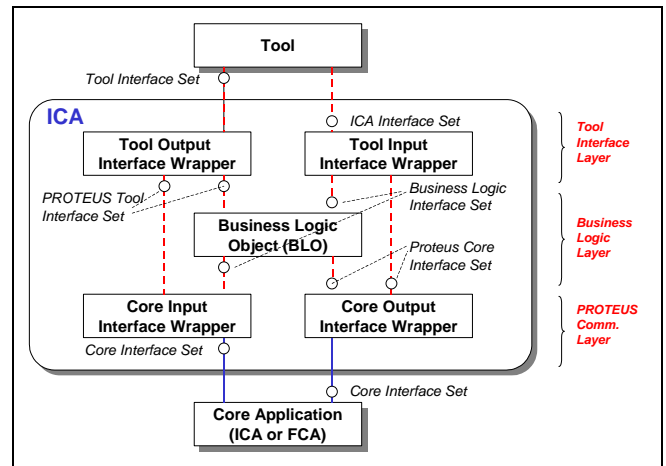 Tool
Tool Interface Set
ICA
ICA Interface Set
Tool Output
Interface Wrapper
Tool Input
Interface Wrapper
Tool
Interface
Layer
PROTEUS Tool
Interface Set
Business Logic
Interface Set
Business Logic
Object (BLO)
Proteus Core
Interface Set
Business
Logic
Layer
Core Input
Interface Wrapper
Core Output
Interface Wrapper
PROTEUS
Comm.
Layer
Core Interface Set
Core Interface Set
Core Application
(ICA or FCA)